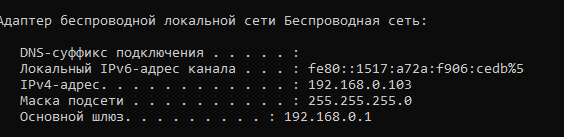 Адаптер беспроводной локальной сети Беспроводная сеть:
DNS-суффикс подключения . . . . . :
Локальный IPv6-адрес канала . . . : fe80::1517:a72a:f906:cedb%5
IPv4-адрес. . . . . . . . . . . . : 192.168.0.103
Маска подсети . . . . . . . . . . : 255.255.255.0
Основной шлюз. . . . . . . . . : 192.168.0.1